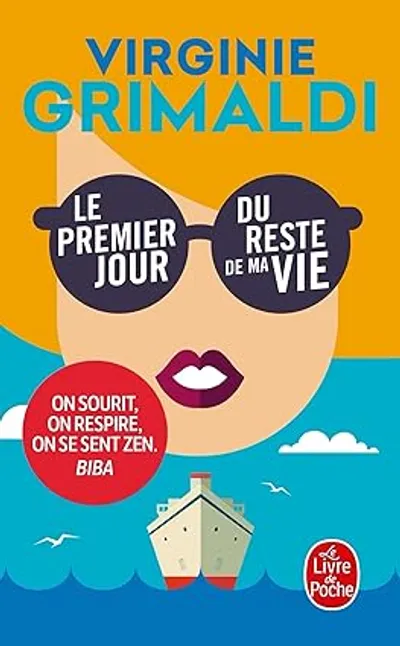 VIRGINIE
GRIMALDI
LE
PREMIER
JOUR
DU
RESTE
DE MA VIE
ON SOURIT,
ON RESPIRE,
ON SE SENT ZEN.
BIBA
Le
Livre
de
Poche